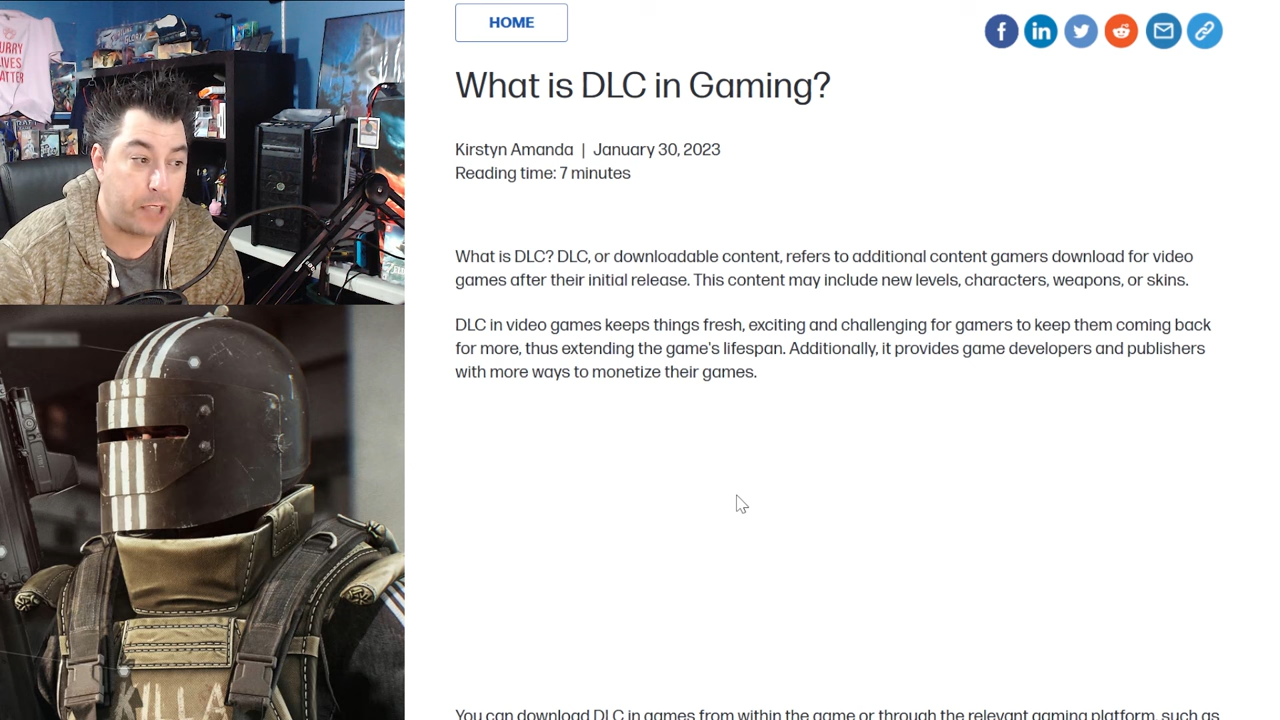 HOME
What is DLC in Gaming?
Kirstyn Amanda | January 30, 2023
Reading time: 7 minutes
What is DLC? DLC, or downloadable content, refers to additional content gamers download for video
games after their initial release. This content may include new levels, characters, weapons, or skins.
DLC in video games keeps things fresh, exciting and challenging for gamers to keep them coming back
for more, thus extending the game's lifespan. Additionally, it provides game developers and publishers
with more ways to monetize their games.
You can download DLC in games from within the game or through the relevant gaming platform, such as